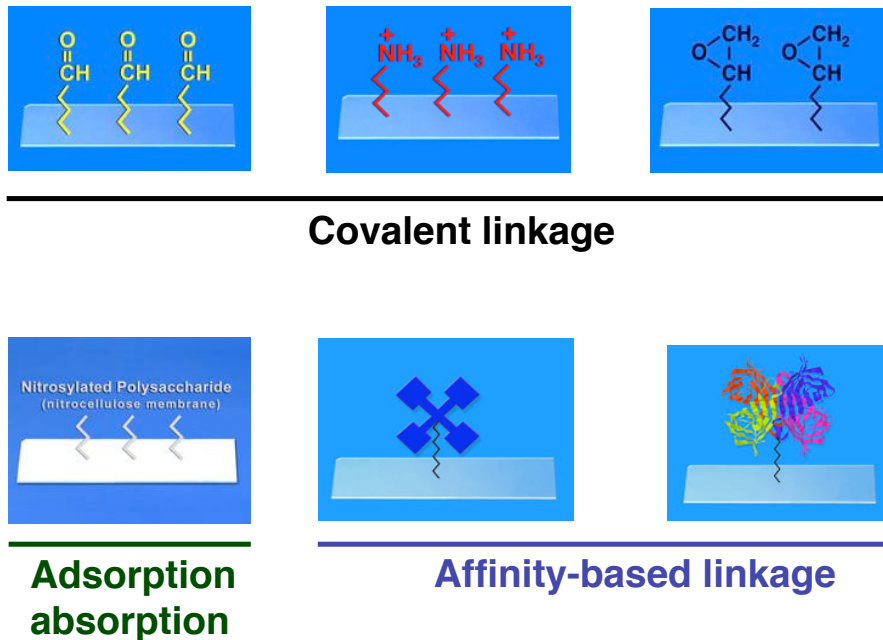 O O O
CH CH CH
+ + +
NH3 NH3 NH3
CH2 CH2
O O
CH CH
Covalent linkage
Nitrosylated Polysaccharide
(nitrocellulose membrane)
Adsorption
absorption
Affinity-based linkage